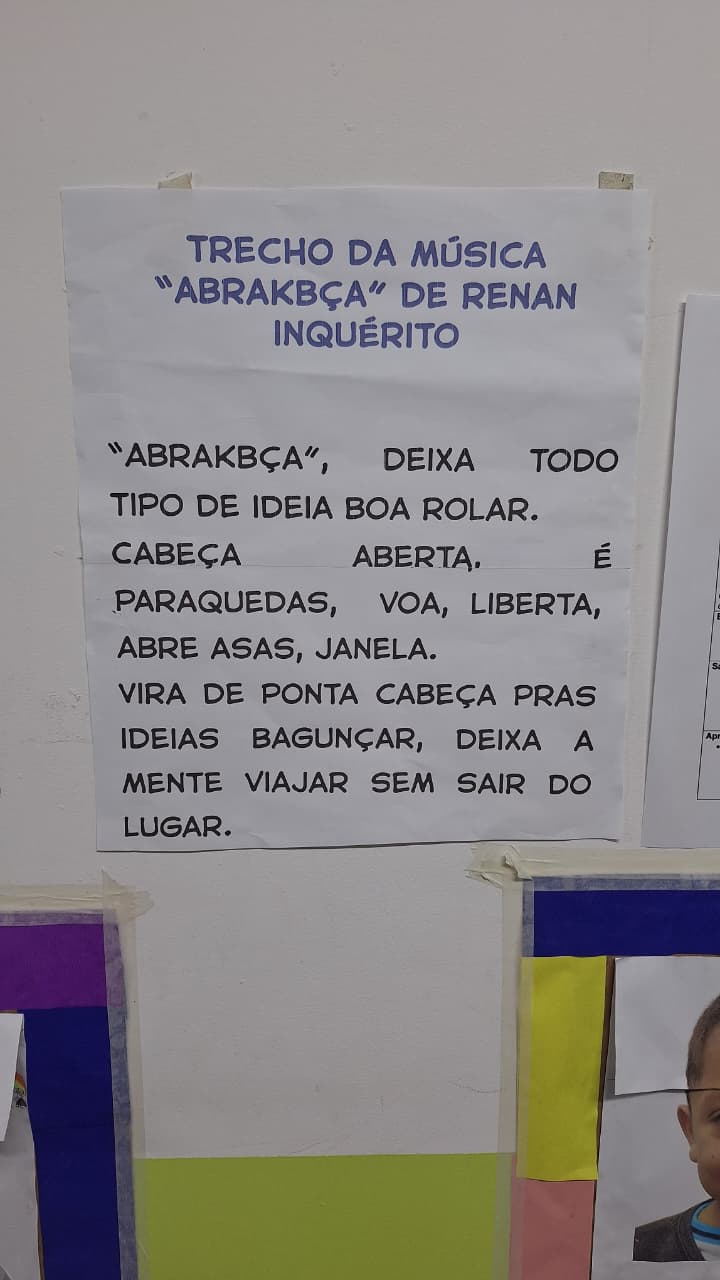 TRECHO DA MÚSICA
"ABRAKBÇA" DE RENAN
INQUÉRITO
"ABRAKBÇA", DEIXA TODO
TIPO DE IDEIA BOA ROLAR.
CABEÇA ABERTA, É
PARAQUEDAS, VOA, LIBERTA,
ABRE ASAS, JANELA.
VIRA DE PONTA CABEÇA PRAS
IDEIAS BAGUNÇAR, DEIXA A
MENTE VIAJAR SEM SAIR DO
LUGAR.